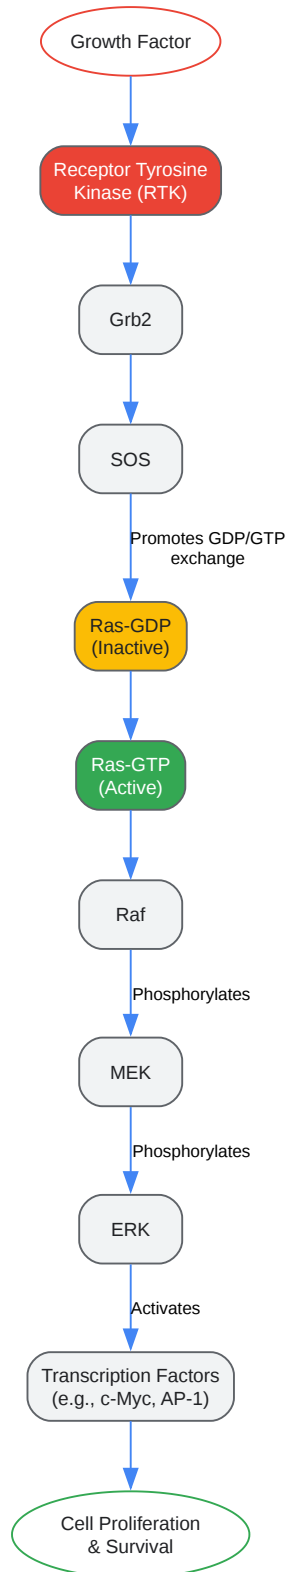 Growth Factor
Receptor Tyrosine
Kinase (RTK)
Grb2
SOS
Promotes GDP/GTP
exchange
Ras-GDP
(Inactive)
Ras-GTP
(Active)
Raf
Phosphorylates
MEK
Phosphorylates
ERK
Activates
Transcription Factors
(e.g., c-Myc, AP-1)
Cell Proliferation
& Survival